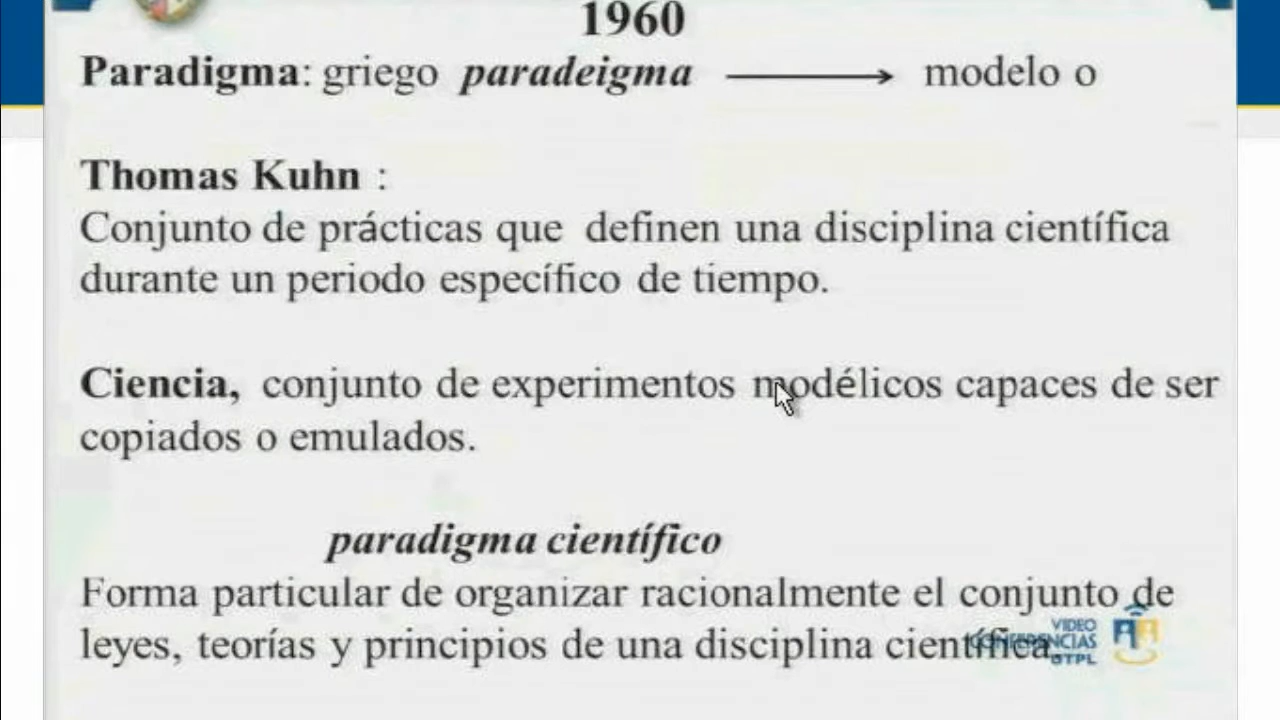 1960
Paradigma: griego paradeigma → modelo o
Thomas Kuhn :
Conjunto de prácticas que definen una disciplina científica
durante un periodo específico de tiempo.
Ciencia, conjunto de experimentos modélicos capaces de ser
copiados o emulados.
paradigma científico
Forma particular de organizar racionalmente el conjunto de
leyes, teorías y principios de una disciplina científica.
VIDEO
CONFERENCIAS
UTPL